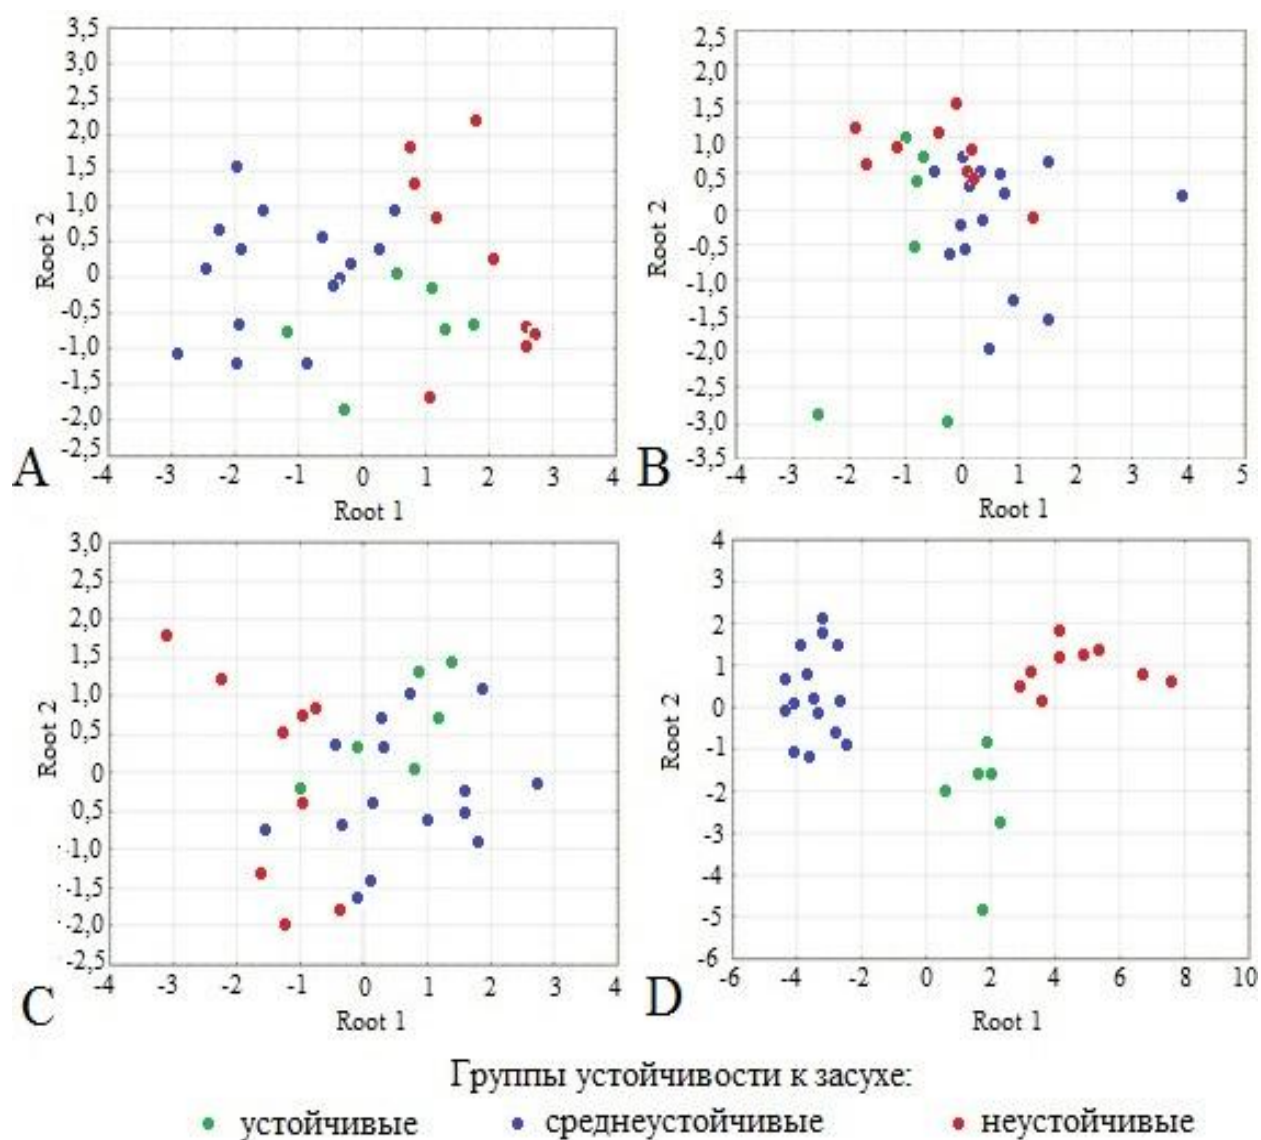 3,5
3,0
2,5
2,0
1,5
1,0
0,5
0
-0,5
-1,0
-1,5
-2,0
-2,5
Root 2
A
-4 -3 -2 -1 0 1 2 3 4
Root 1
2,5
2,0
1,5
1,0
0,5
0
-0,5
-1,0
-1,5
-2,0
-2,5
-3,0
-3,5
Root 2
B
-4 -3 -2 -1 0 1 2 3 4 5
Root 1
3,0
2,5
2,0
1,5
1,0
0,5
0
0,5
-1,0
-1,5
-2,0
-2,5
Root 2
C
-4 -3 -2 -1 0 1 2 3 4
Root 1
4
3
2
1
0
-1
-2
-3
-4
-5
-6
Root 2
D
-6 -4 -2 0 2 4 6 8 10
Root 1
Группы устойчивости к засухе:
устойчивые среднеустойчивые неустойчивые